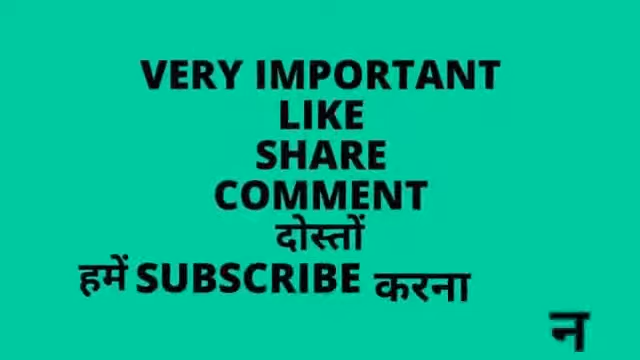 VERY IMPORTANT
LIKE
SHARE
COMMENT
दोस्तों
हमें SUBSCRIBE करना
न